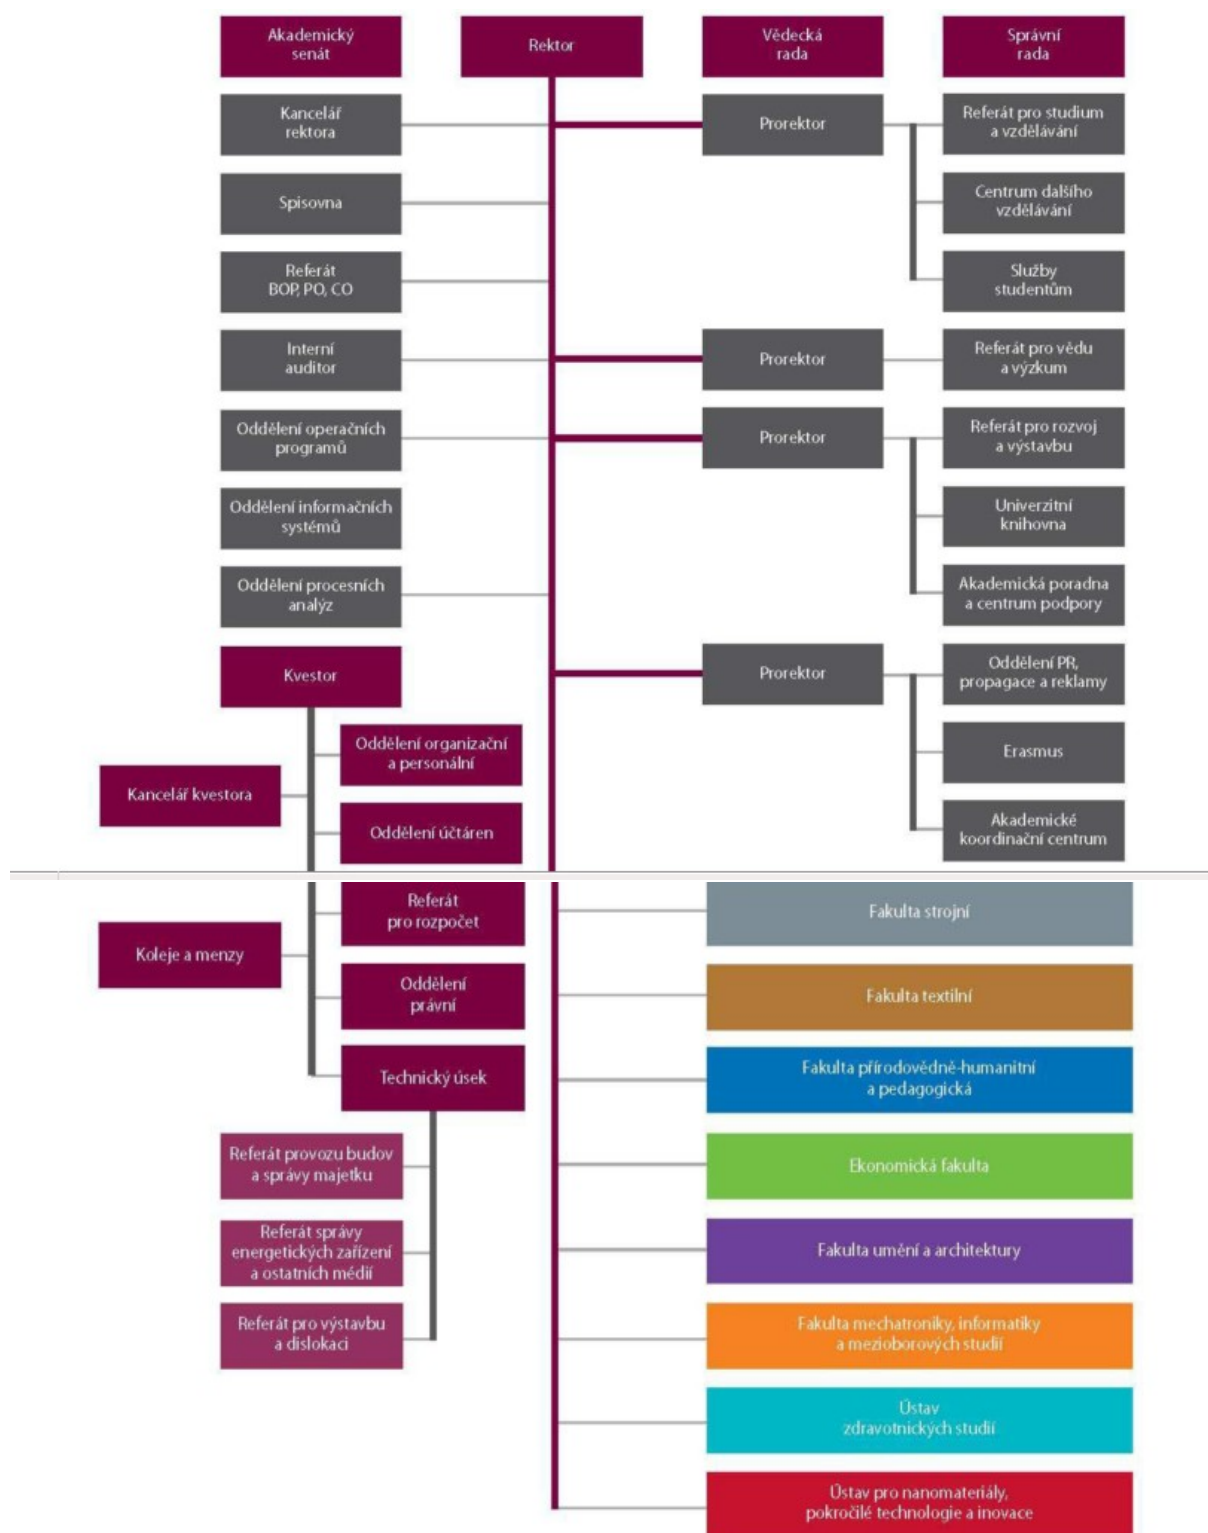 Akademický
senát
Rektor
Vědecká
rada
Správní
rada
Kancelář
rektora
Prorektor
Referát pro studium
a vzdělávání
Spisovna
Centrum dalšího
vzdělávání
Referát
BOP, PO, CO
Služby
studentům
Interní
auditor
Prorektor
Referát pro vědu
a výzkum
Oddělení operačních
programů
Prorektor
Referát pro rozvoj
a výstavbu
Oddělení informačních
systémů
Univerzitní
knihovna
Oddělení procesních
analýz
Akademická poradna
a centrum podpory
Kvestor
Prorektor
Oddělení PR,
propagace a reklamy
Oddělení organizační
a personální
Erasmus
Kancelář kvestora
Oddělení účtáren
Akademické
koordinační centrum
Referát
pro rozpočet
Fakulta strojní
Koleje a menzy
Oddělení
právní
Fakulta textilní
Technický úsek
Fakulta přírodovědně-humanitní
a pedagogická
Referát provozu budov
a správy majetku
Ekonomická fakulta
Referát správy
energetických zařízení
a ostatních médií
Fakulta umění a architektury
Referát pro výstavbu
a dislokaci
Fakulta mechatroniky, informatiky
a mezioborových studií
Ústav
zdravotnických studií
Ústav pro nanomateriály,
pokročilé technologie a inovace